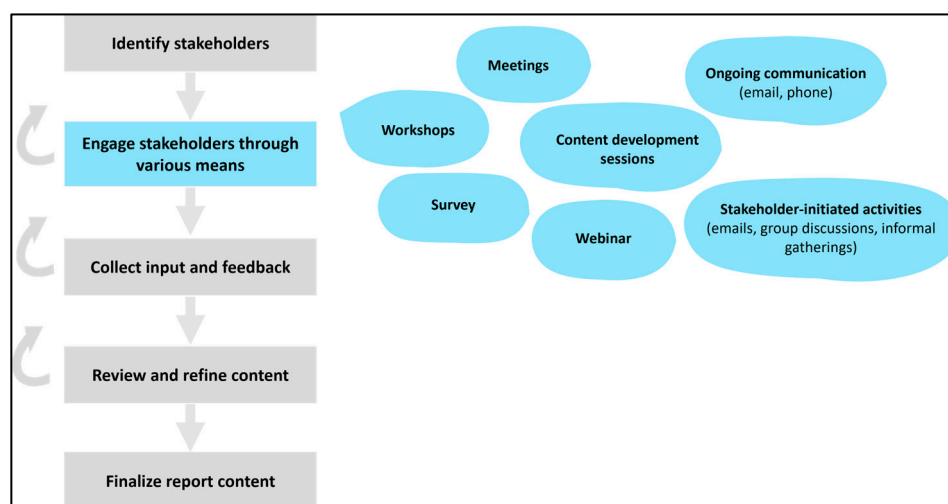 Identify stakeholders
Engage stakeholders through
various means
Collect input and feedback
Review and refine content
Finalize report content
Meetings
Ongoing communication
(email, phone)
Workshops
Content development
sessions
Survey
Webinar
Stakeholder-initiated activities
(emails, group discussions, informal
gatherings)